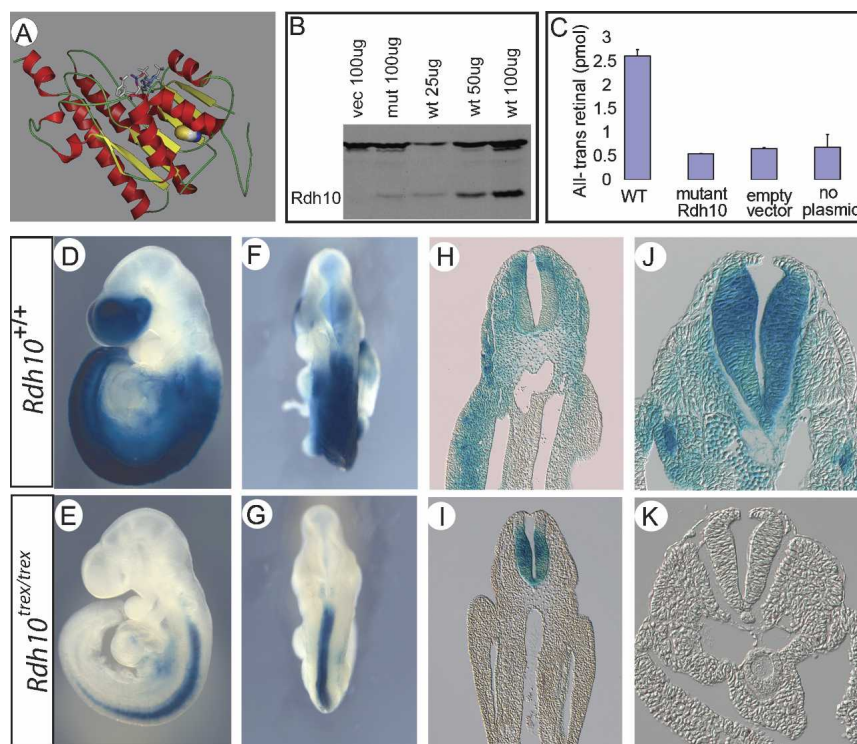 A
B
vec 100ug
mut 100ug
wt 25ug
wt 50ug
wt 100ug
Rdh10
C
All- trans retinal (pmol)
3
2.5
2
1.5
1
0.5
0
WT
mutant
Rdh10
empty
vector
no
plasmic
Rdh10+/+
D
F
H
J
Rdh10trex/trex
E
G
I
K